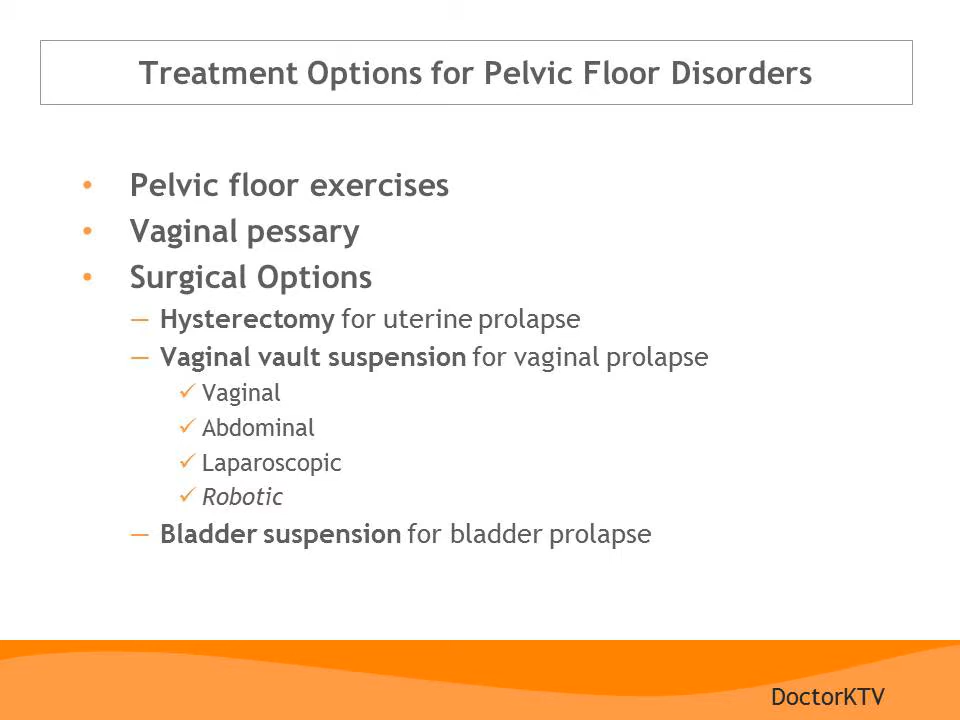 Treatment Options for Pelvic Floor Disorders
• Pelvic floor exercises
• Vaginal pessary
• Surgical Options
– Hysterectomy for uterine prolapse
– Vaginal vault suspension for vaginal prolapse
✓ Vaginal
✓ Abdominal
✓ Laparoscopic
✓ Robotic
– Bladder suspension for bladder prolapse
DoctorKTV